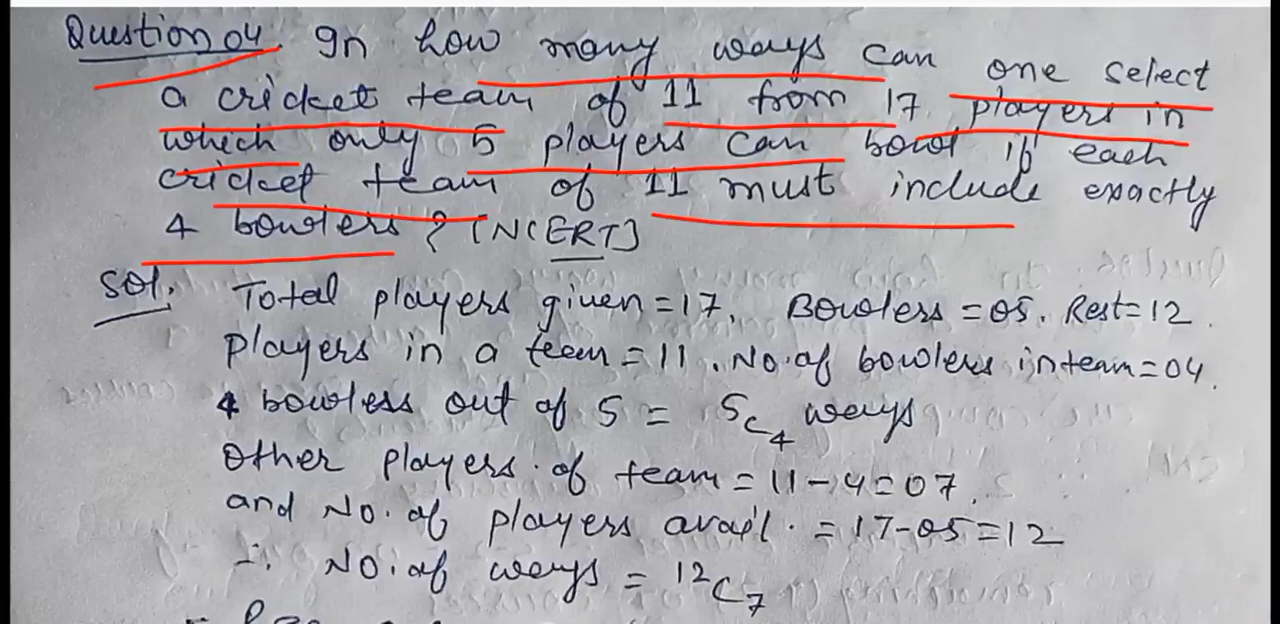 Question 04. In how many ways can one select
a cricket team of 11 from 17 players in
which only 5 players can bowl if each
cricket team of 11 must include exactly
4 bowlers? [NCERT]
Sol. Total players given = 17. Bowlers = 05. Rest = 12.
Players in a team = 11. No. of bowlers in team = 04.
4 bowlers out of 5 = 5C4 ways
Other players of team = 11-4=07.
and No. of players avail. = 17-05=12
∴ No. of ways = 12C7